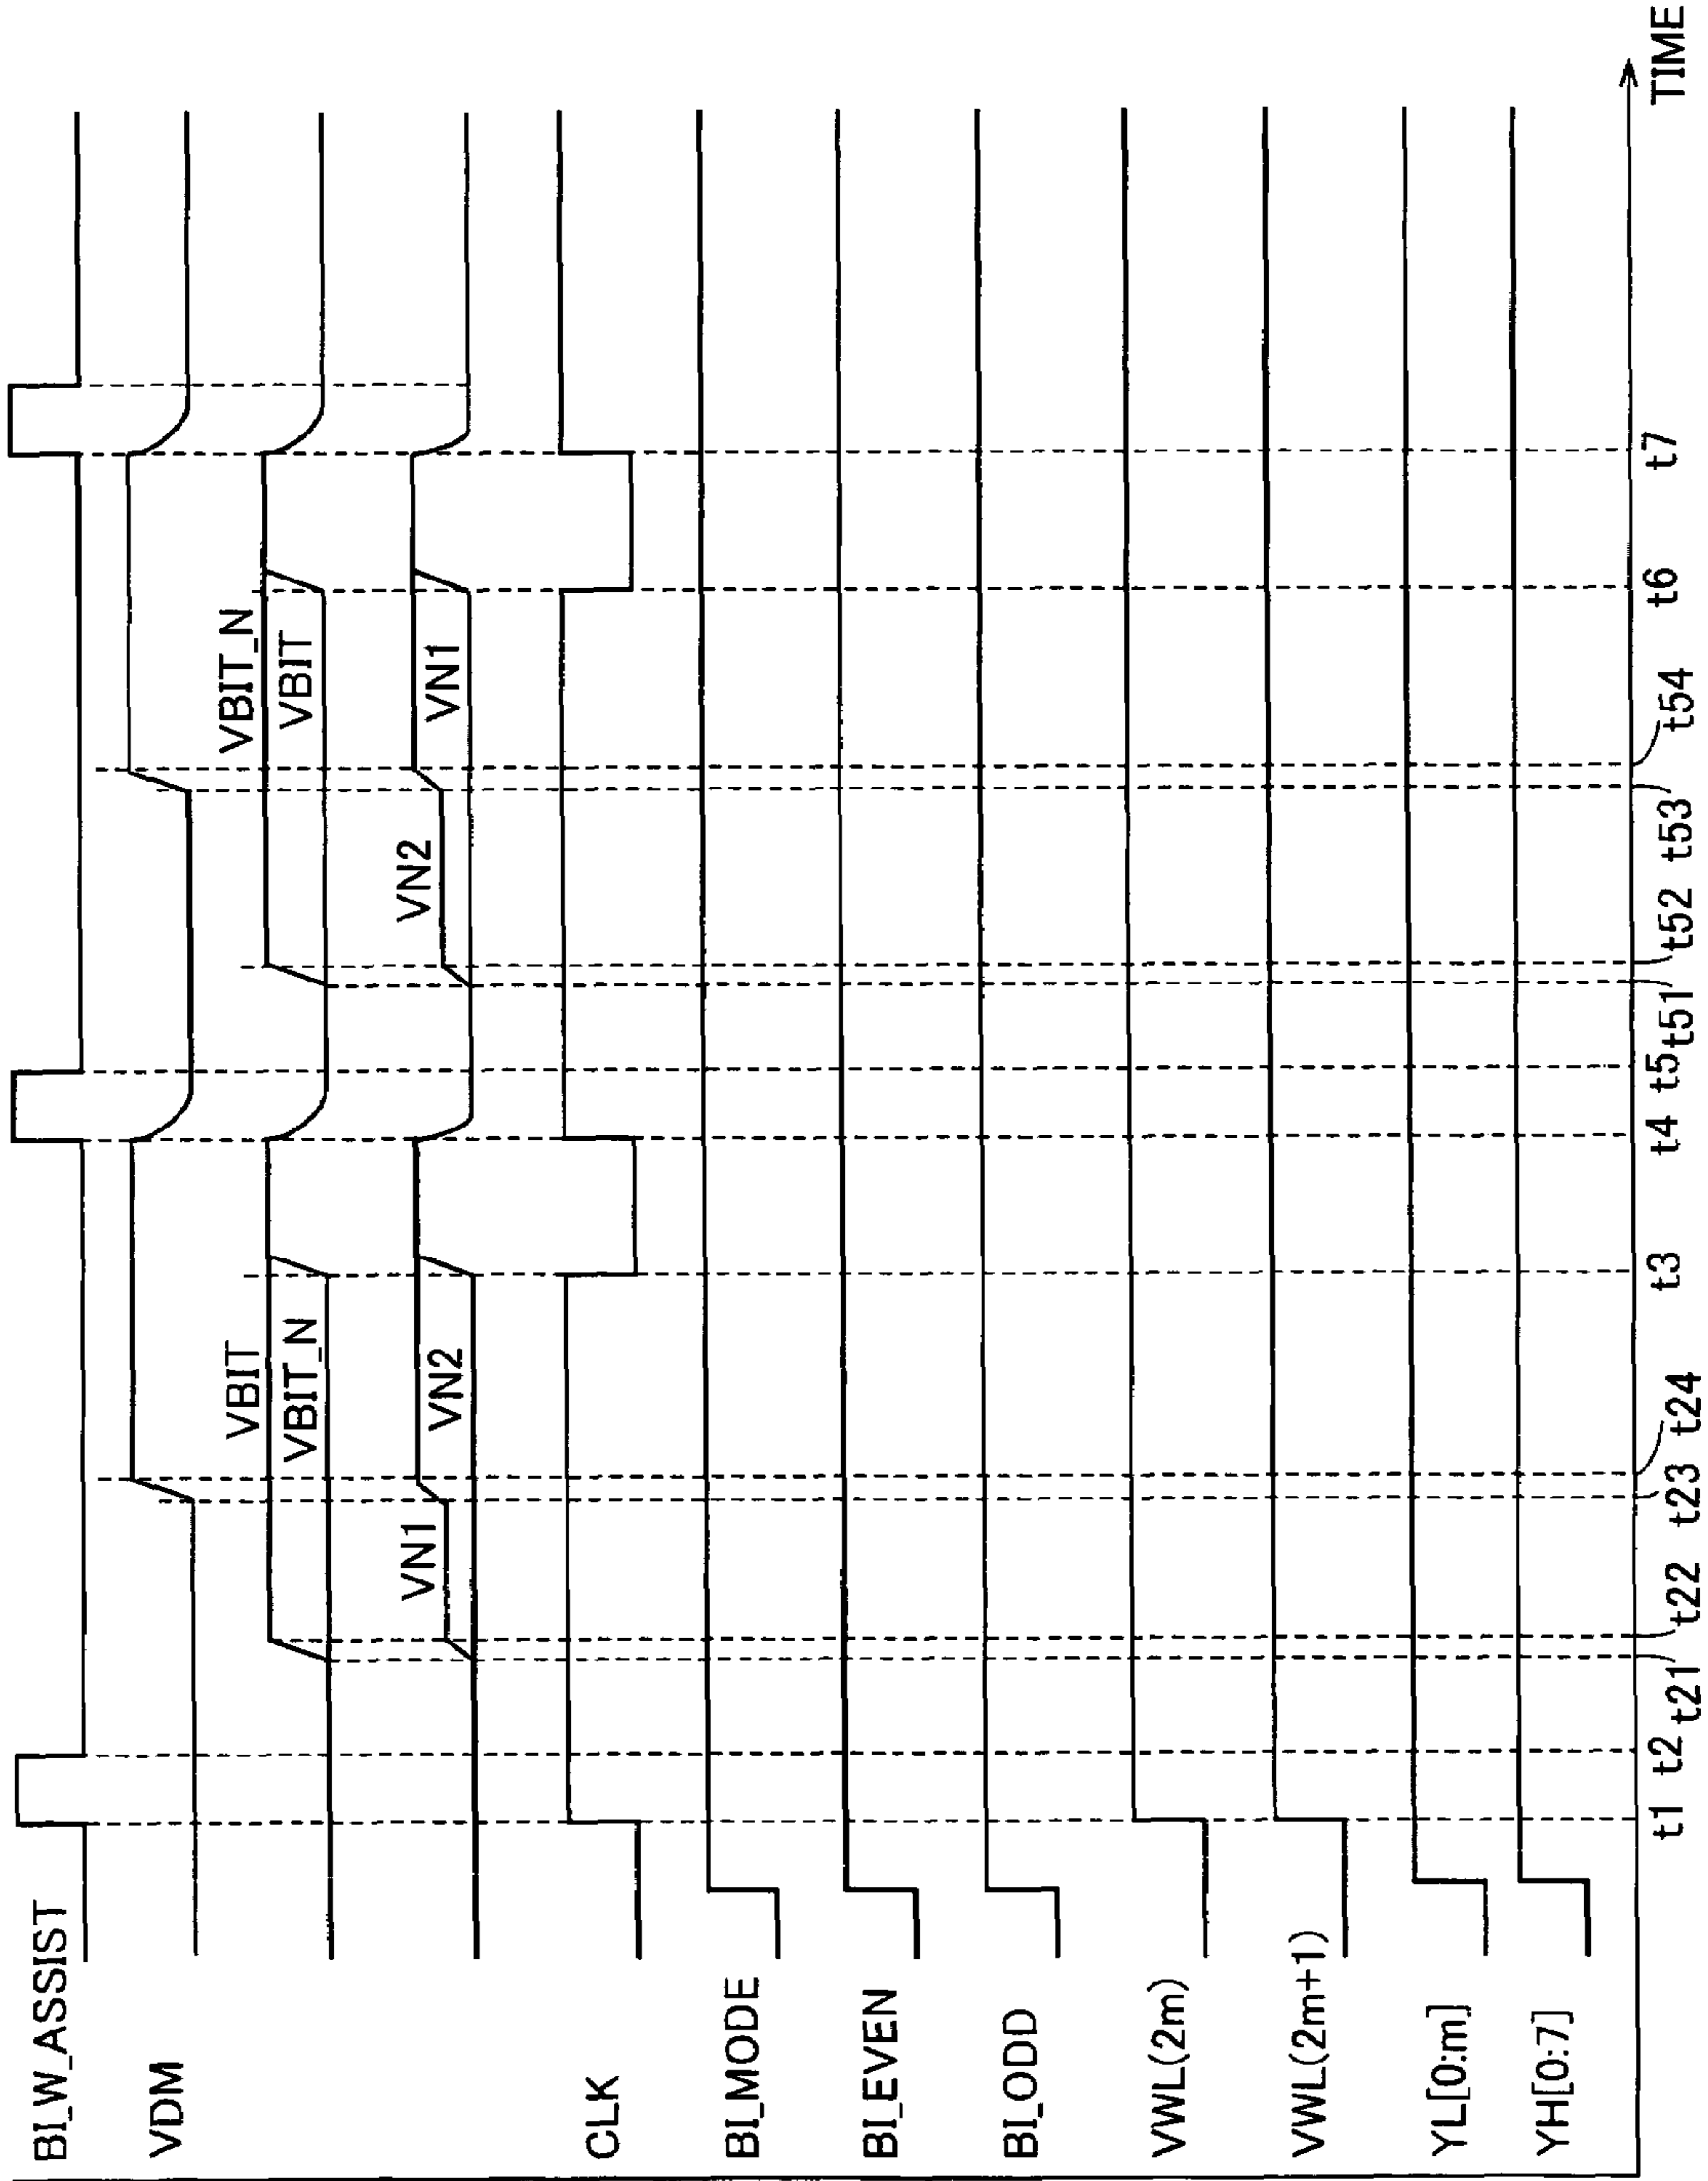 BI_W_ASSIST
VDM
VBIT
VBIT_N
VBIT_N
VBIT
VN1
VN2
VN2
VN1
CLK
BI_MODE
BI_EVEN
BI_ODD
VWL(2m)
VWL(2m+1)
YL[0:m]
YH[0:7]
t1 t2 t21 t22 t23 t24 t3 t4 t5 t51 t52 t53 t54 t6 t7
TIME